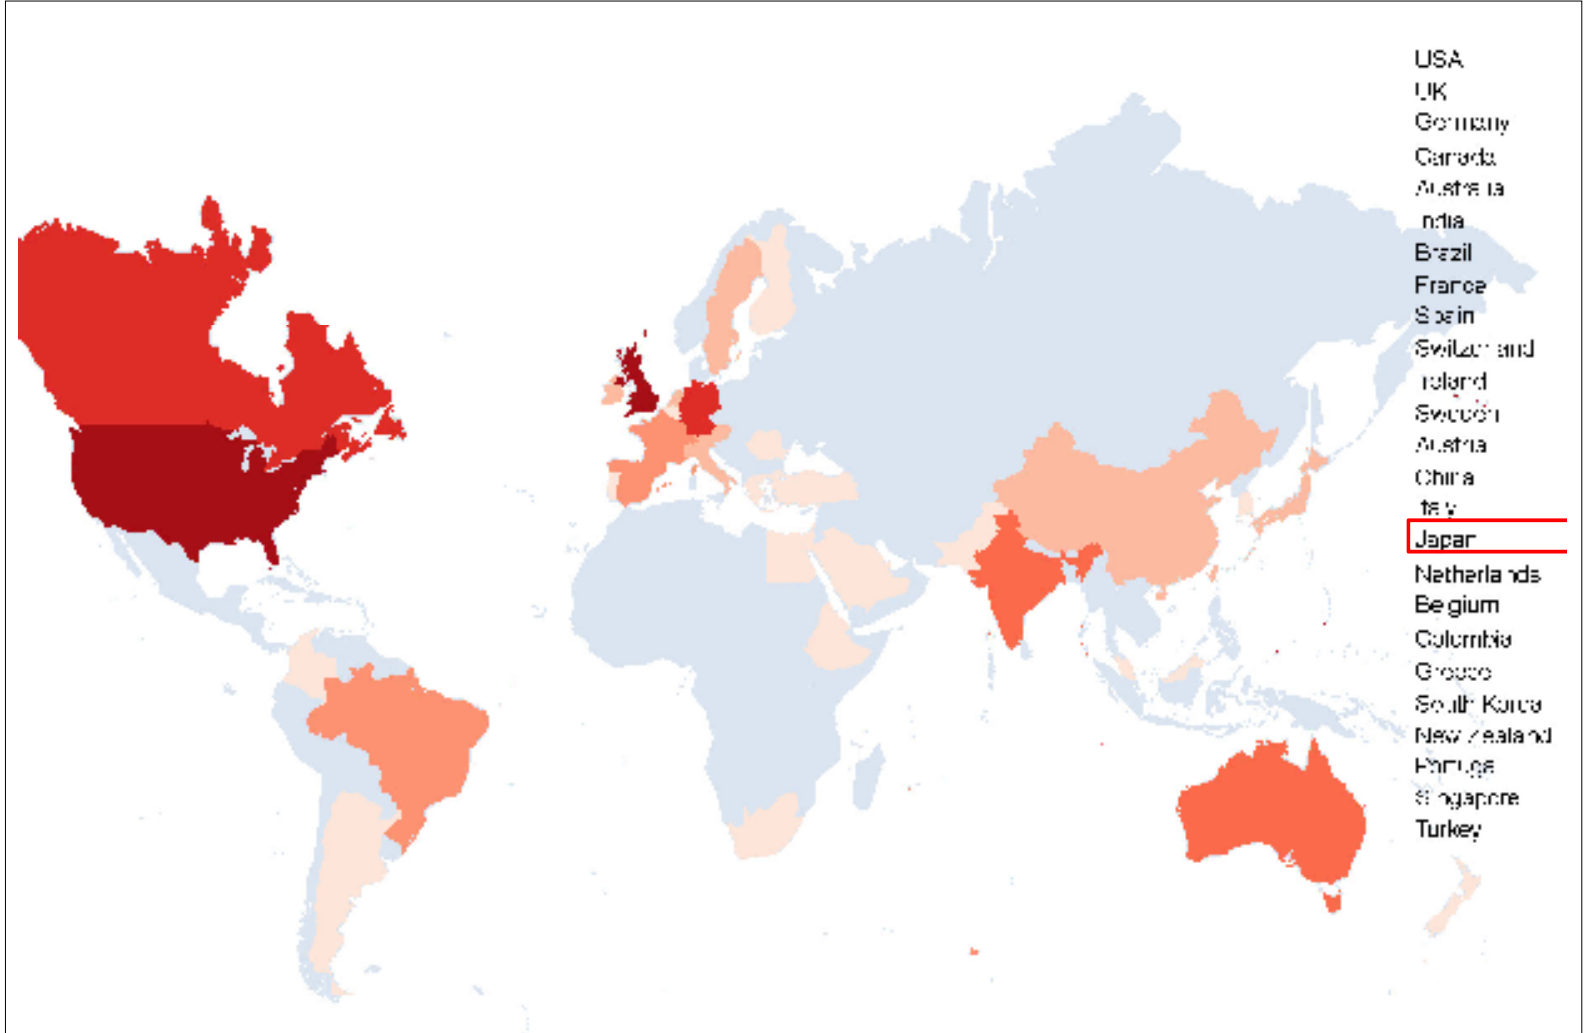 USA
UK
Germany
Canada
Australia
India
Brazil
France
Spain
Switzerland
Ireland
Sweden
Austria
China
Italy
Japan
Netherlands
Belgium
Colombia
Greece
South Korea
New Zealand
Portugal
Singapore
Turkey